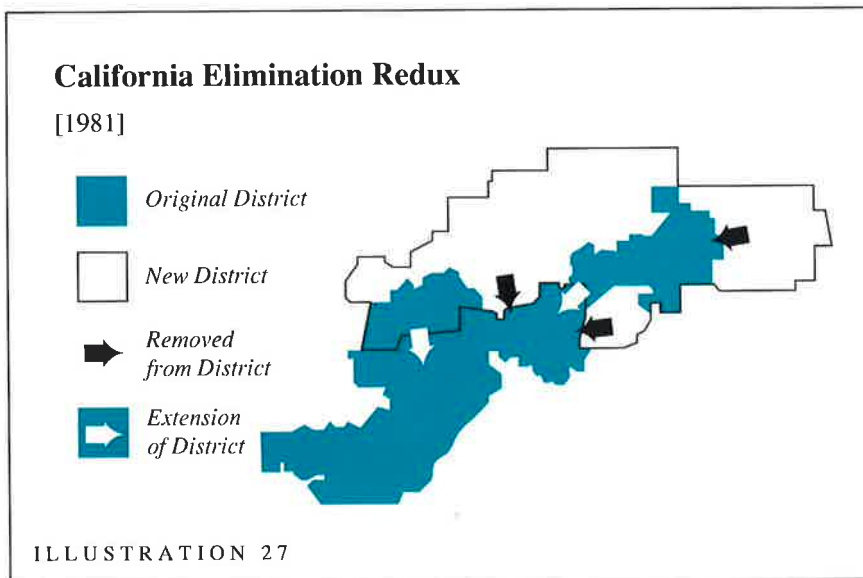 California Elimination Redux
[1981]
Original District
New District
Removed
from District
Extension
of District
ILLUSTRATION 27